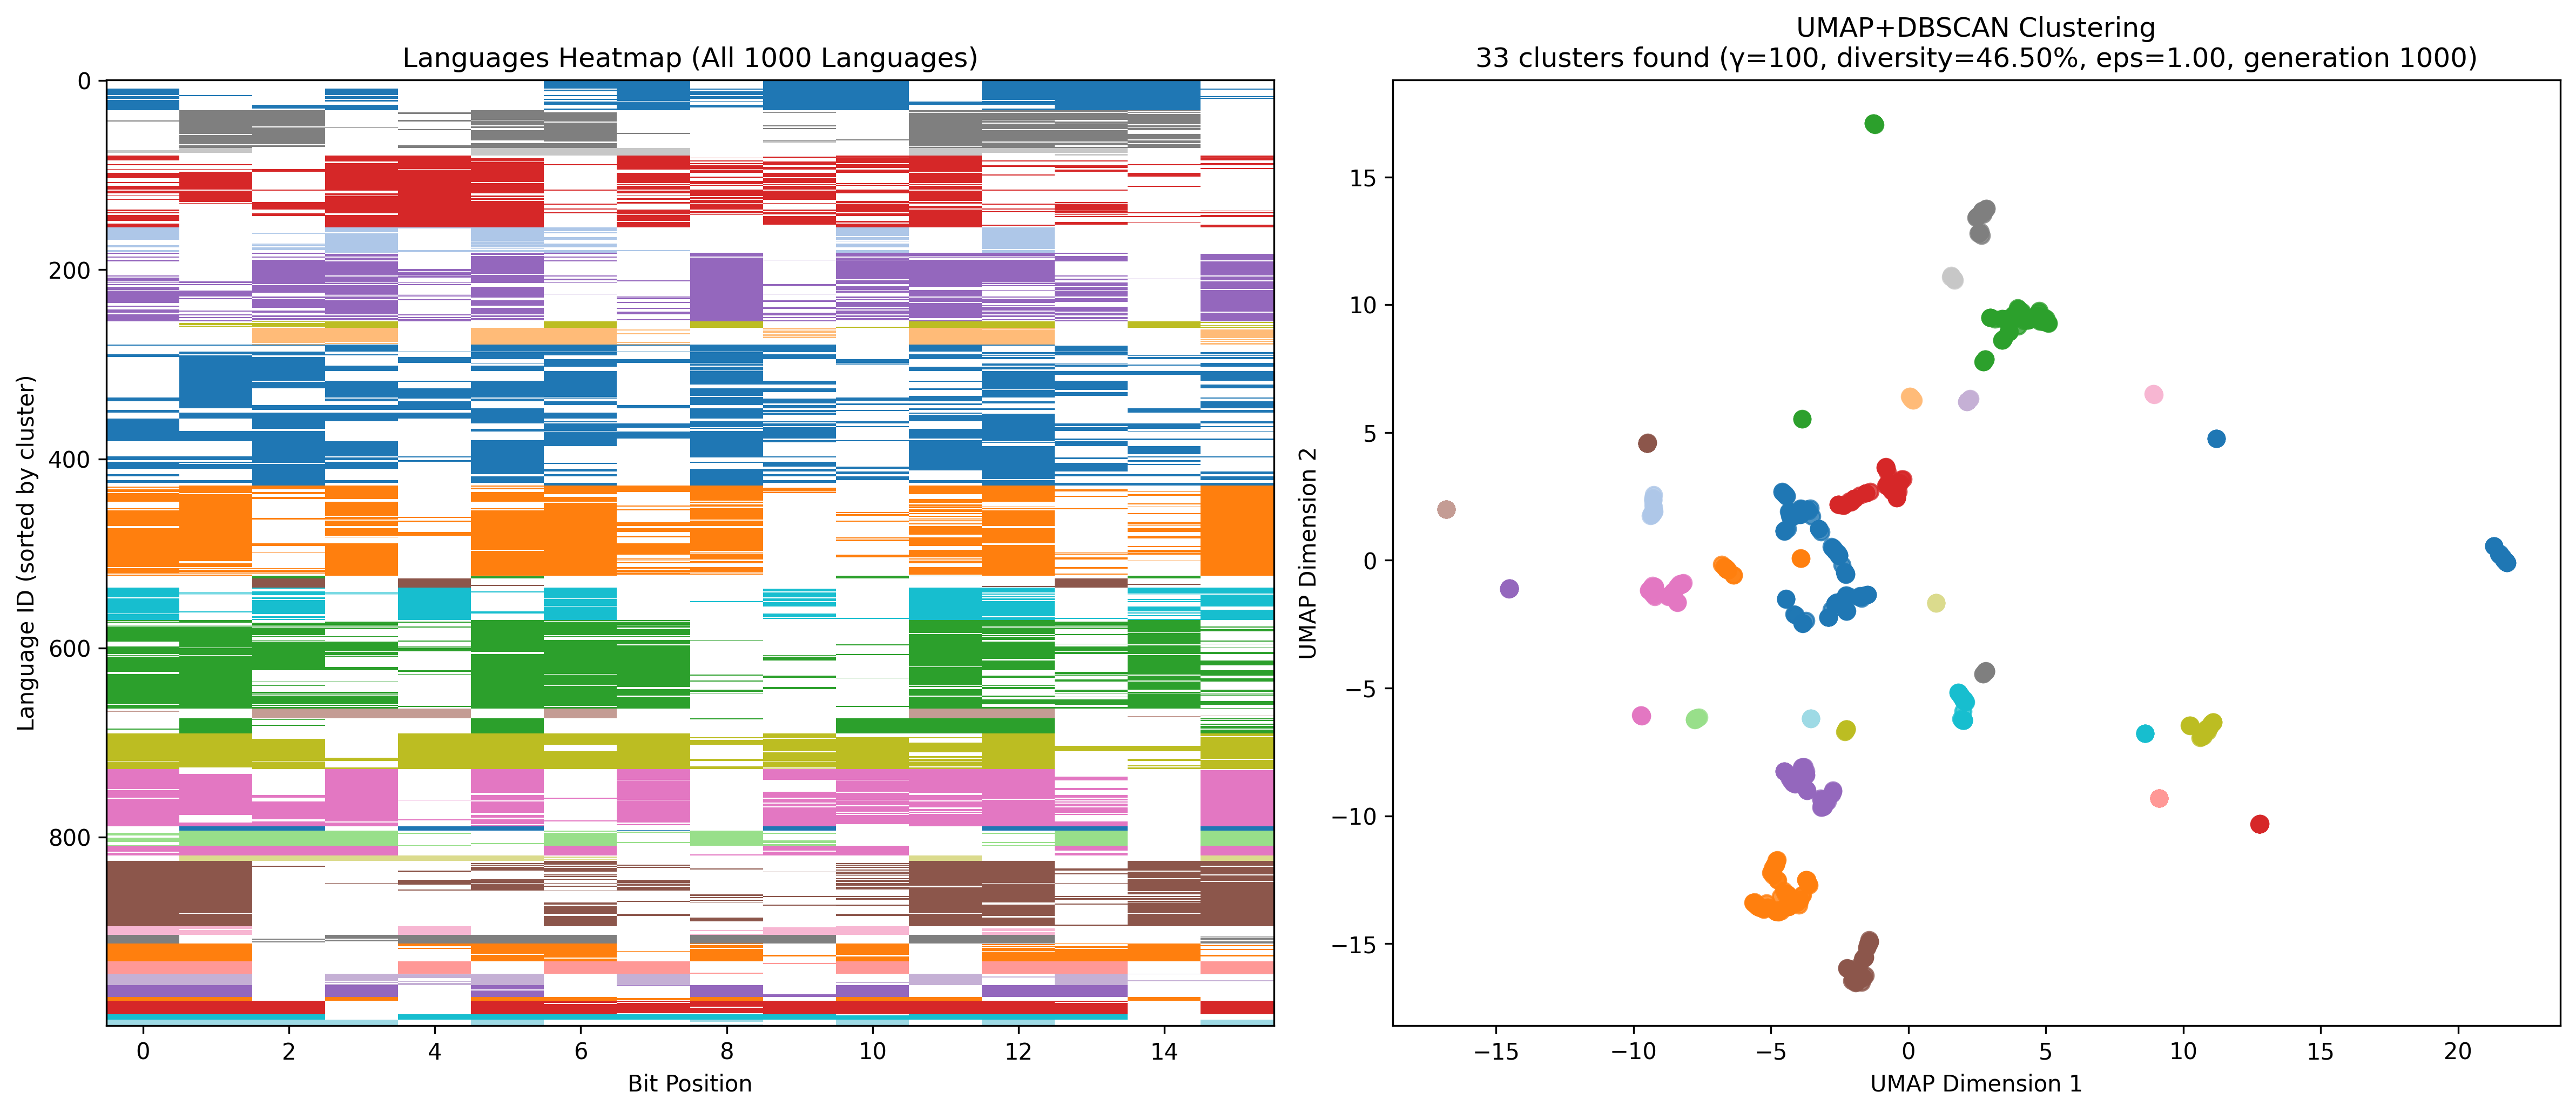 Languages Heatmap (All 1000 Languages)
0
200
400
600
800
Language ID (sorted by cluster)
0 2 4 6 8 10 12 14
Bit Position
UMAP+DBSCAN Clustering
33 clusters found (γ=100, diversity=46.50%, eps=1.00, generation 1000)
15
10
5
0
−5
−10
−15
UMAP Dimension 2
−15 −10 −5 0 5 10 15 20
UMAP Dimension 1